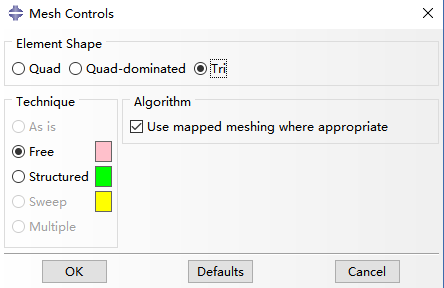 Mesh Controls
Element Shape
Quad Quad-dominated Tri
Technique
As is
Free
Structured
Sweep
Multiple
Algorithm
Use mapped meshing where appropriate
OK Defaults Cancel